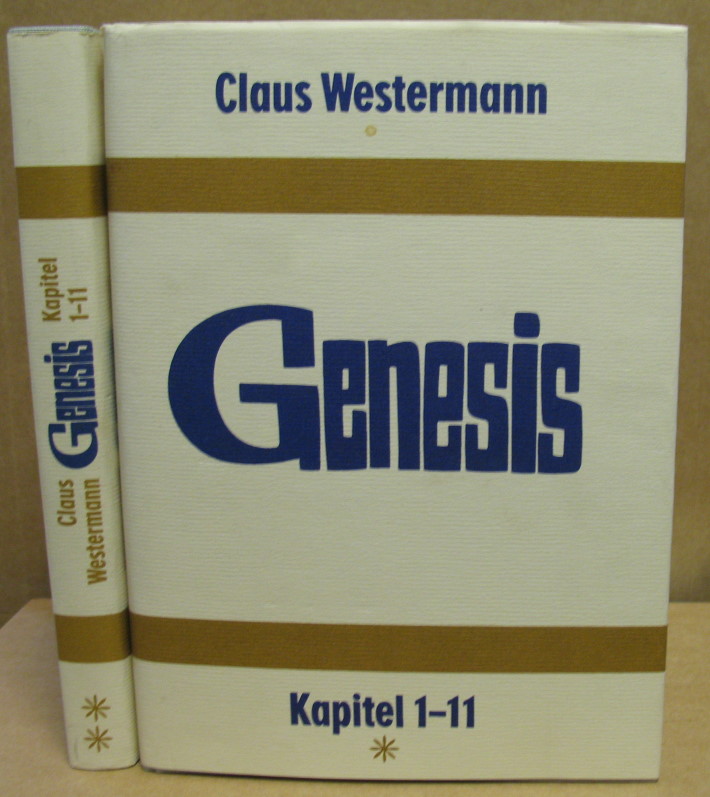 Claus Westermann
Genesis
Kapitel 1–11
Claus
Westermann
Genesis
Kapitel
1–11